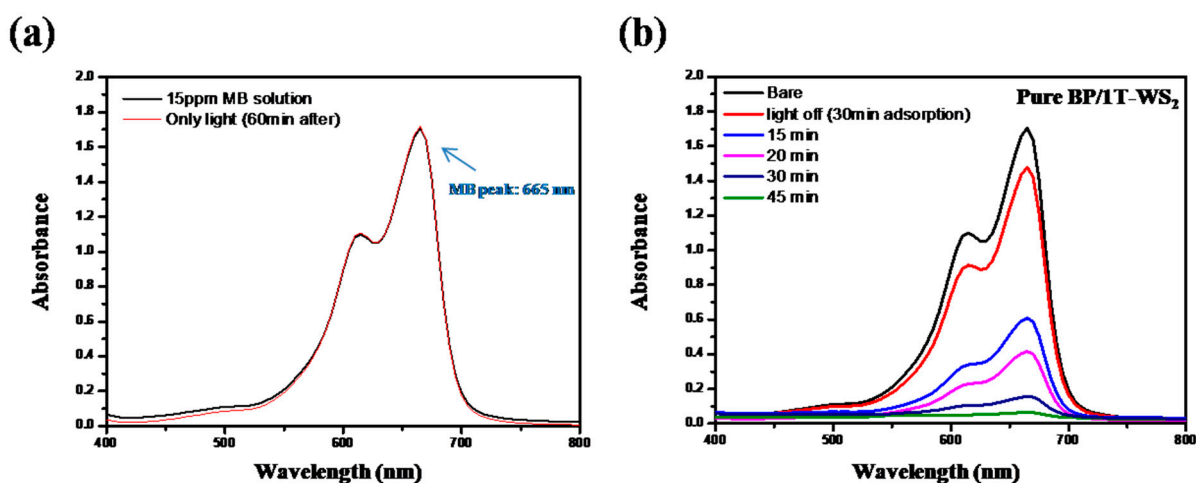 (a)
2.0
1.8
1.6
1.4
1.2
1.0
0.8
0.6
0.4
0.2
0.0
Absorbance
15ppm MB solution
Only light (60min after)
MB peak: 665 nm
400
500
600
700
800
Wavelength (nm)
(b)
2.0
1.8
1.6
1.4
1.2
1.0
0.8
0.6
0.4
0.2
0.0
Absorbance
Bare
light off (30min adsorption)
15 min
20 min
30 min
45 min
Pure BP/1T-WS₂
400
500
600
700
800
Wavelength (nm)